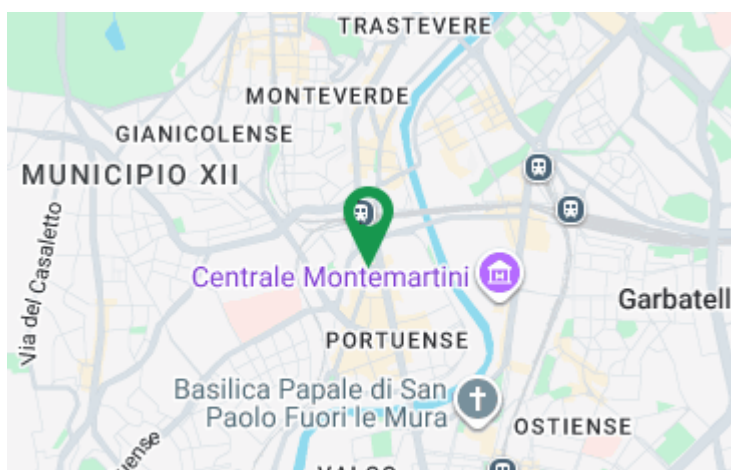 TRASTEVERE
MONTEVERDE
GIANICOLENSE
MUNICIPIO XII
Via del Casaletto
Centrale Montemartini
Garbatell
PORTUENSE
Basilica Papale di San
Paolo Fuori le Mura
OSTIENSE
uense